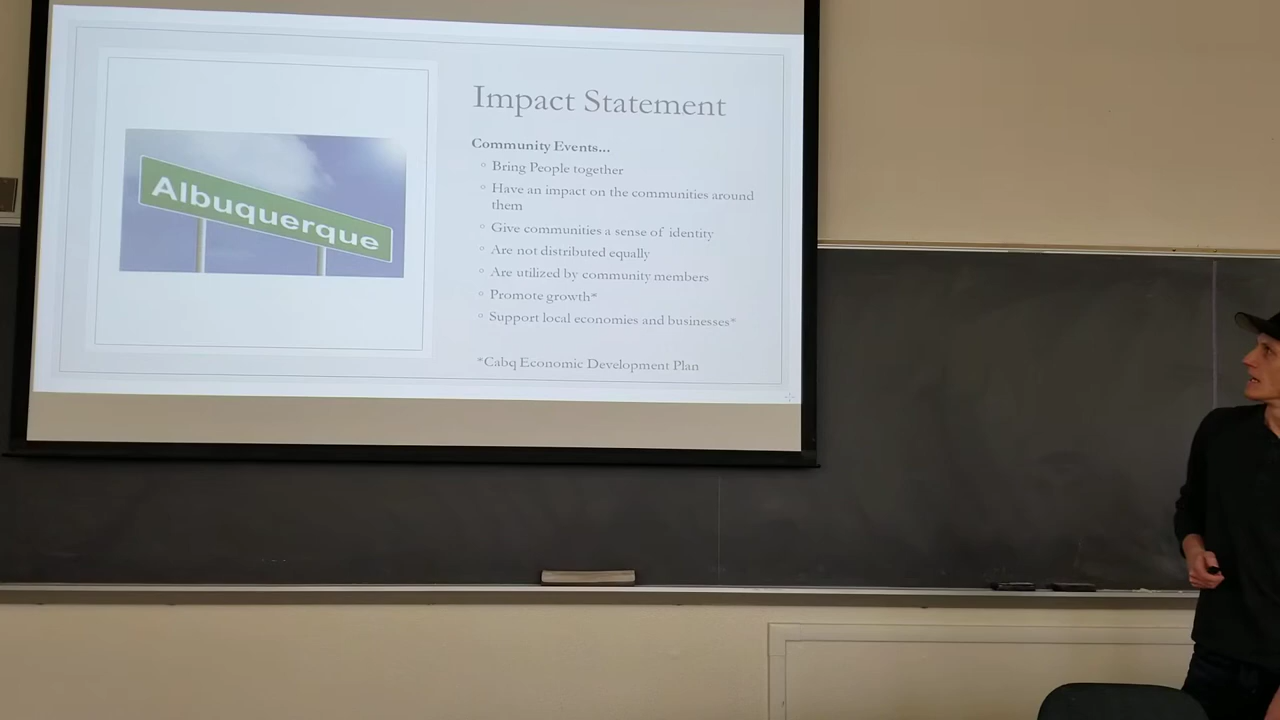 Albuquerque
Impact Statement
Community Events...
Bring People together
Have an impact on the communities around
them
Give communities a sense of identity
Are not distributed equally
Are utilized by community members
Promote growth*
Support local economies and businesses*
*Cabq Economic Development Plan